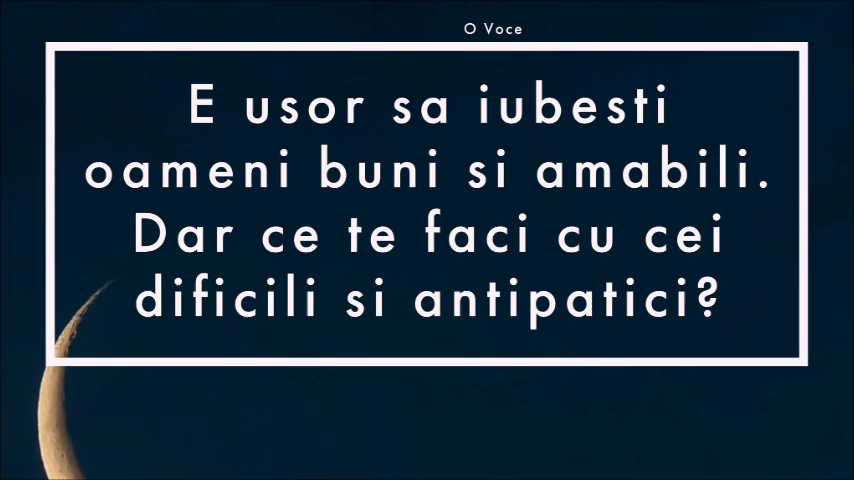 O Voce
E usor sa iubesti
oameni buni si amabili.
Dar ce te faci cu cei
dificili si antipatici?